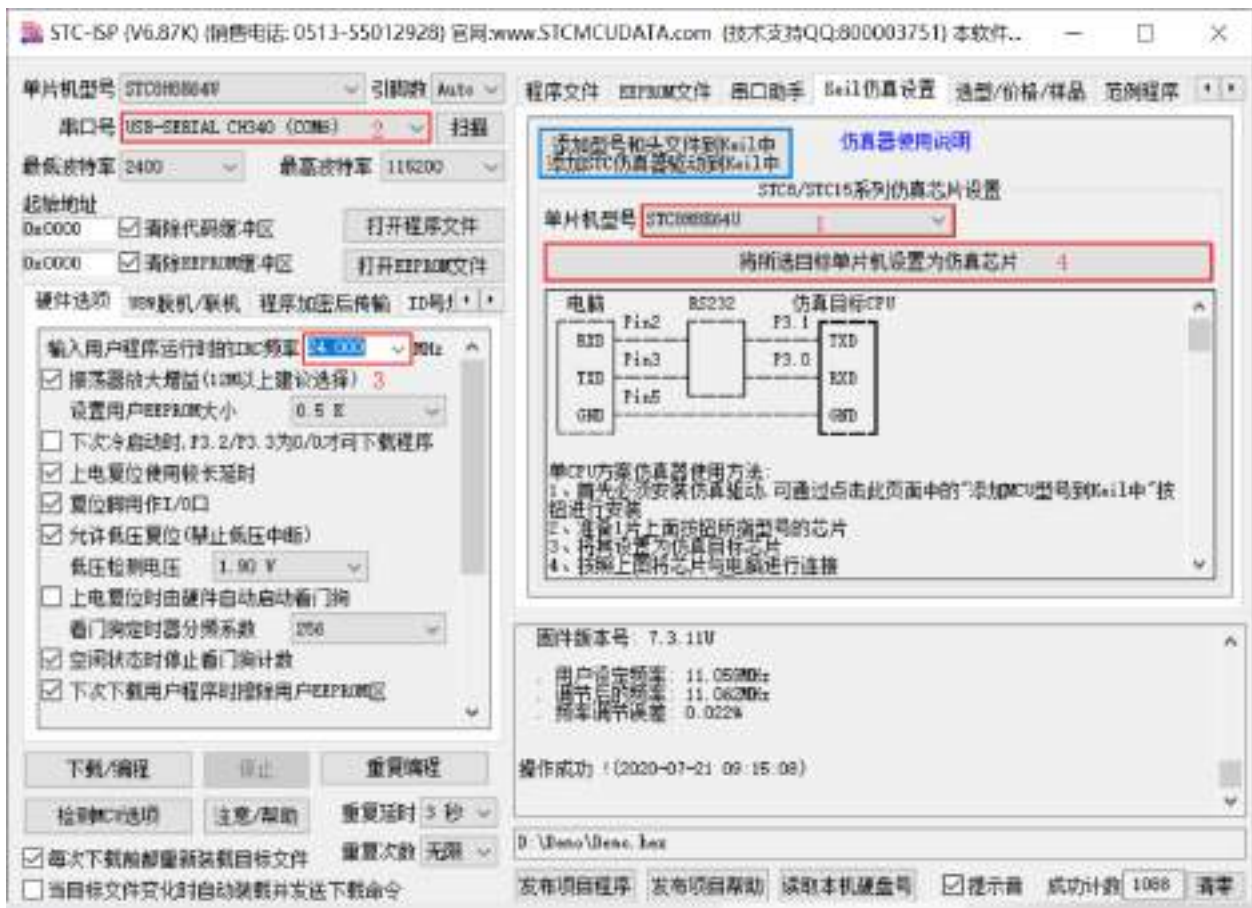 STC-ISP (V6.87K) (销售电话: 0513-55012928) 官网:www.STCMCUDATA.com (技术支持QQ:800003751) 本软件..
单片机型号 STC8H8K64U 引脚数 Auto
串口号 USB-SERIAL CH340 (COM6) 2 扫描
最低波特率 2400 最高波特率 115200
起始地址
0x0000 清除代码缓冲区 打开程序文件
0x0000 清除EEPROM缓冲区 打开EEPROM文件
硬件选项 USB脱机/联机 程序加密后传输 ID号
输入用户程序运行时的IRC频率 24.000 MHz
振荡器放大增益(12M以上建议选择) 3
设置用户EEPROM大小 0.5 K
下次冷启动时,P3.2/P3.3为0/0才可下载程序
上电复位使用较长延时
复位脚用作I/O口
允许低压复位(禁止低压中断)
低压检测电压 1.90 V
上电复位时由硬件自动启动看门狗
看门狗定时器分频系数 256
空闲状态时停止看门狗计数
下次下载用户程序时擦除用户EEPROM区
下载/编程 停止 重复编程
检测MCU选项 注意/帮助 重复延时 3 秒
重复次数 无限
每次下载前都重新装载目标文件
当目标文件变化时自动装载并发送下载命令
程序文件 EEPROM文件 串口助手 Keil仿真设置 选型/价格/样品 范例程序
添加型号和头文件到Keil中
添加STC仿真器驱动到Keil中
仿真器使用说明
STC8/STC15系列仿真芯片设置
单片机型号 STC8H8K64U 1
将所选目标单片机设置为仿真芯片 4
电脑 RS232 仿真目标CPU
RXD Pin2 P3.1 TXD
TXD Pin3 P3.0 RXD
GND Pin5 GND
单CPU方案仿真器使用方法:
1、首先必须安装仿真驱动,可通过点击此页面中的"添加MCU型号到Keil中"按
钮进行安装
2、准备1片上面按钮所指型号的芯片
3、将其设置为仿真目标芯片
4、按照上图将芯片与电脑进行连接
固件版本号: 7.3.11U
. 用户设定频率: 11.059MHz
. 调节后的频率: 11.062MHz
. 频率调节误差: 0.022%
操作成功 !(2020-07-21 09:15:08)
D:\Demo\Demo.hex
发布项目程序 发布项目帮助 读取本机硬盘号 提示音 成功计数 1088 清零